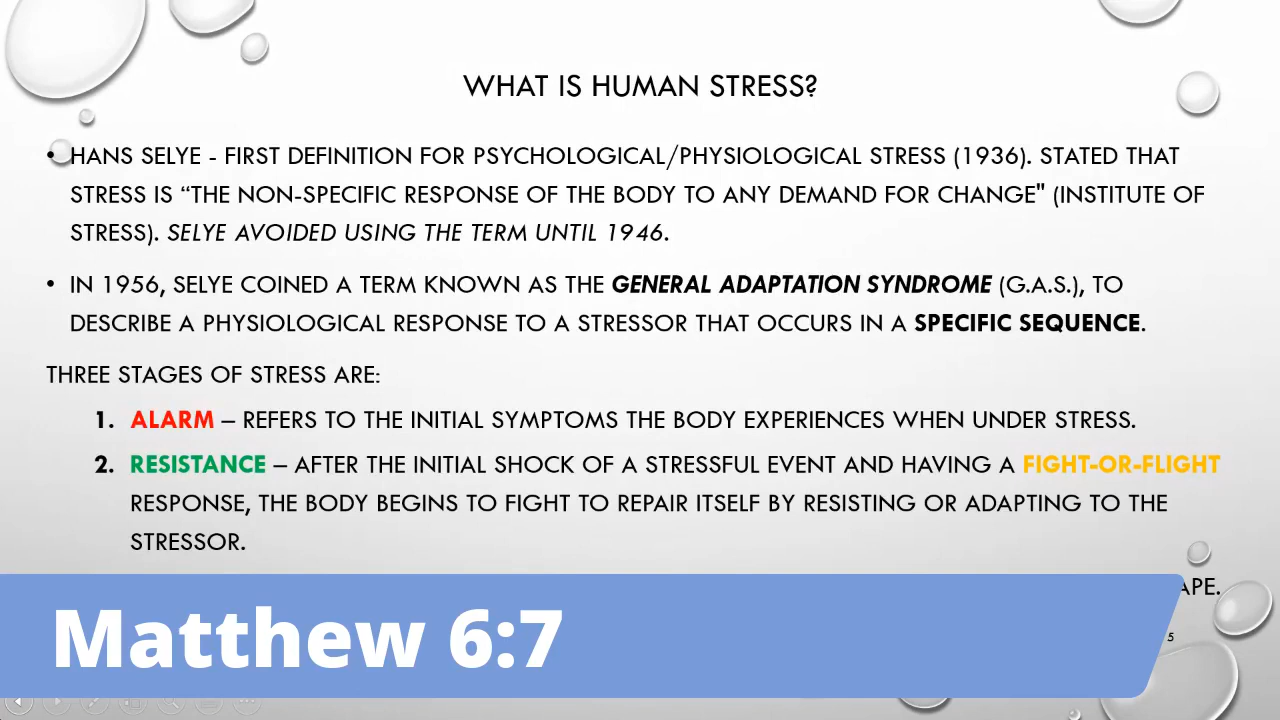 WHAT IS HUMAN STRESS?
• HANS SELYE - FIRST DEFINITION FOR PSYCHOLOGICAL/PHYSIOLOGICAL STRESS (1936). STATED THAT
STRESS IS “THE NON-SPECIFIC RESPONSE OF THE BODY TO ANY DEMAND FOR CHANGE" (INSTITUTE OF
STRESS). SELYE AVOIDED USING THE TERM UNTIL 1946.
• IN 1956, SELYE COINED A TERM KNOWN AS THE GENERAL ADAPTATION SYNDROME (G.A.S.), TO
DESCRIBE A PHYSIOLOGICAL RESPONSE TO A STRESSOR THAT OCCURS IN A SPECIFIC SEQUENCE.
THREE STAGES OF STRESS ARE:
1. ALARM – REFERS TO THE INITIAL SYMPTOMS THE BODY EXPERIENCES WHEN UNDER STRESS.
2. RESISTANCE – AFTER THE INITIAL SHOCK OF A STRESSFUL EVENT AND HAVING A FIGHT-OR-FLIGHT
RESPONSE, THE BODY BEGINS TO FIGHT TO REPAIR ITSELF BY RESISTING OR ADAPTING TO THE
STRESSOR.
Matthew 6:7
5